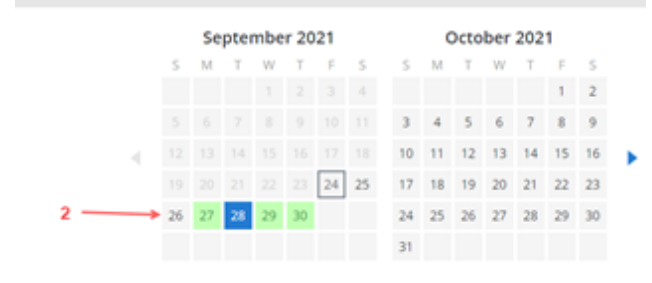 September 2021
S M T W T F S
1 2 3 4
5 6 7 8 9 10 11
12 13 14 15 16 17 18
19 20 21 22 23 24 25
26 27 28 29 30
October 2021
S M T W T F S
1 2
3 4 5 6 7 8 9
10 11 12 13 14 15 16
17 18 19 20 21 22 23
24 25 26 27 28 29 30
31
2